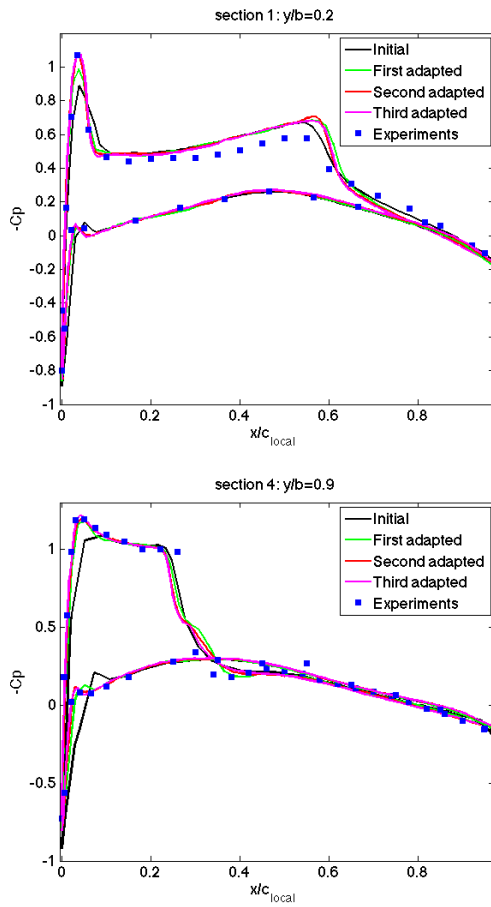 section 1: y/b=0.2
Initial
First adapted
Second adapted
Third adapted
Experiments
1
0.8
0.6
0.4
0.2
0
-0.2
-0.4
-0.6
-0.8
-1
-Cp
0 0.2 0.4 0.6 0.8
x/c_local
section 4: y/b=0.9
Initial
First adapted
Second adapted
Third adapted
Experiments
1
0.5
0
-0.5
-1
-Cp
0 0.2 0.4 0.6 0.8
x/c_local